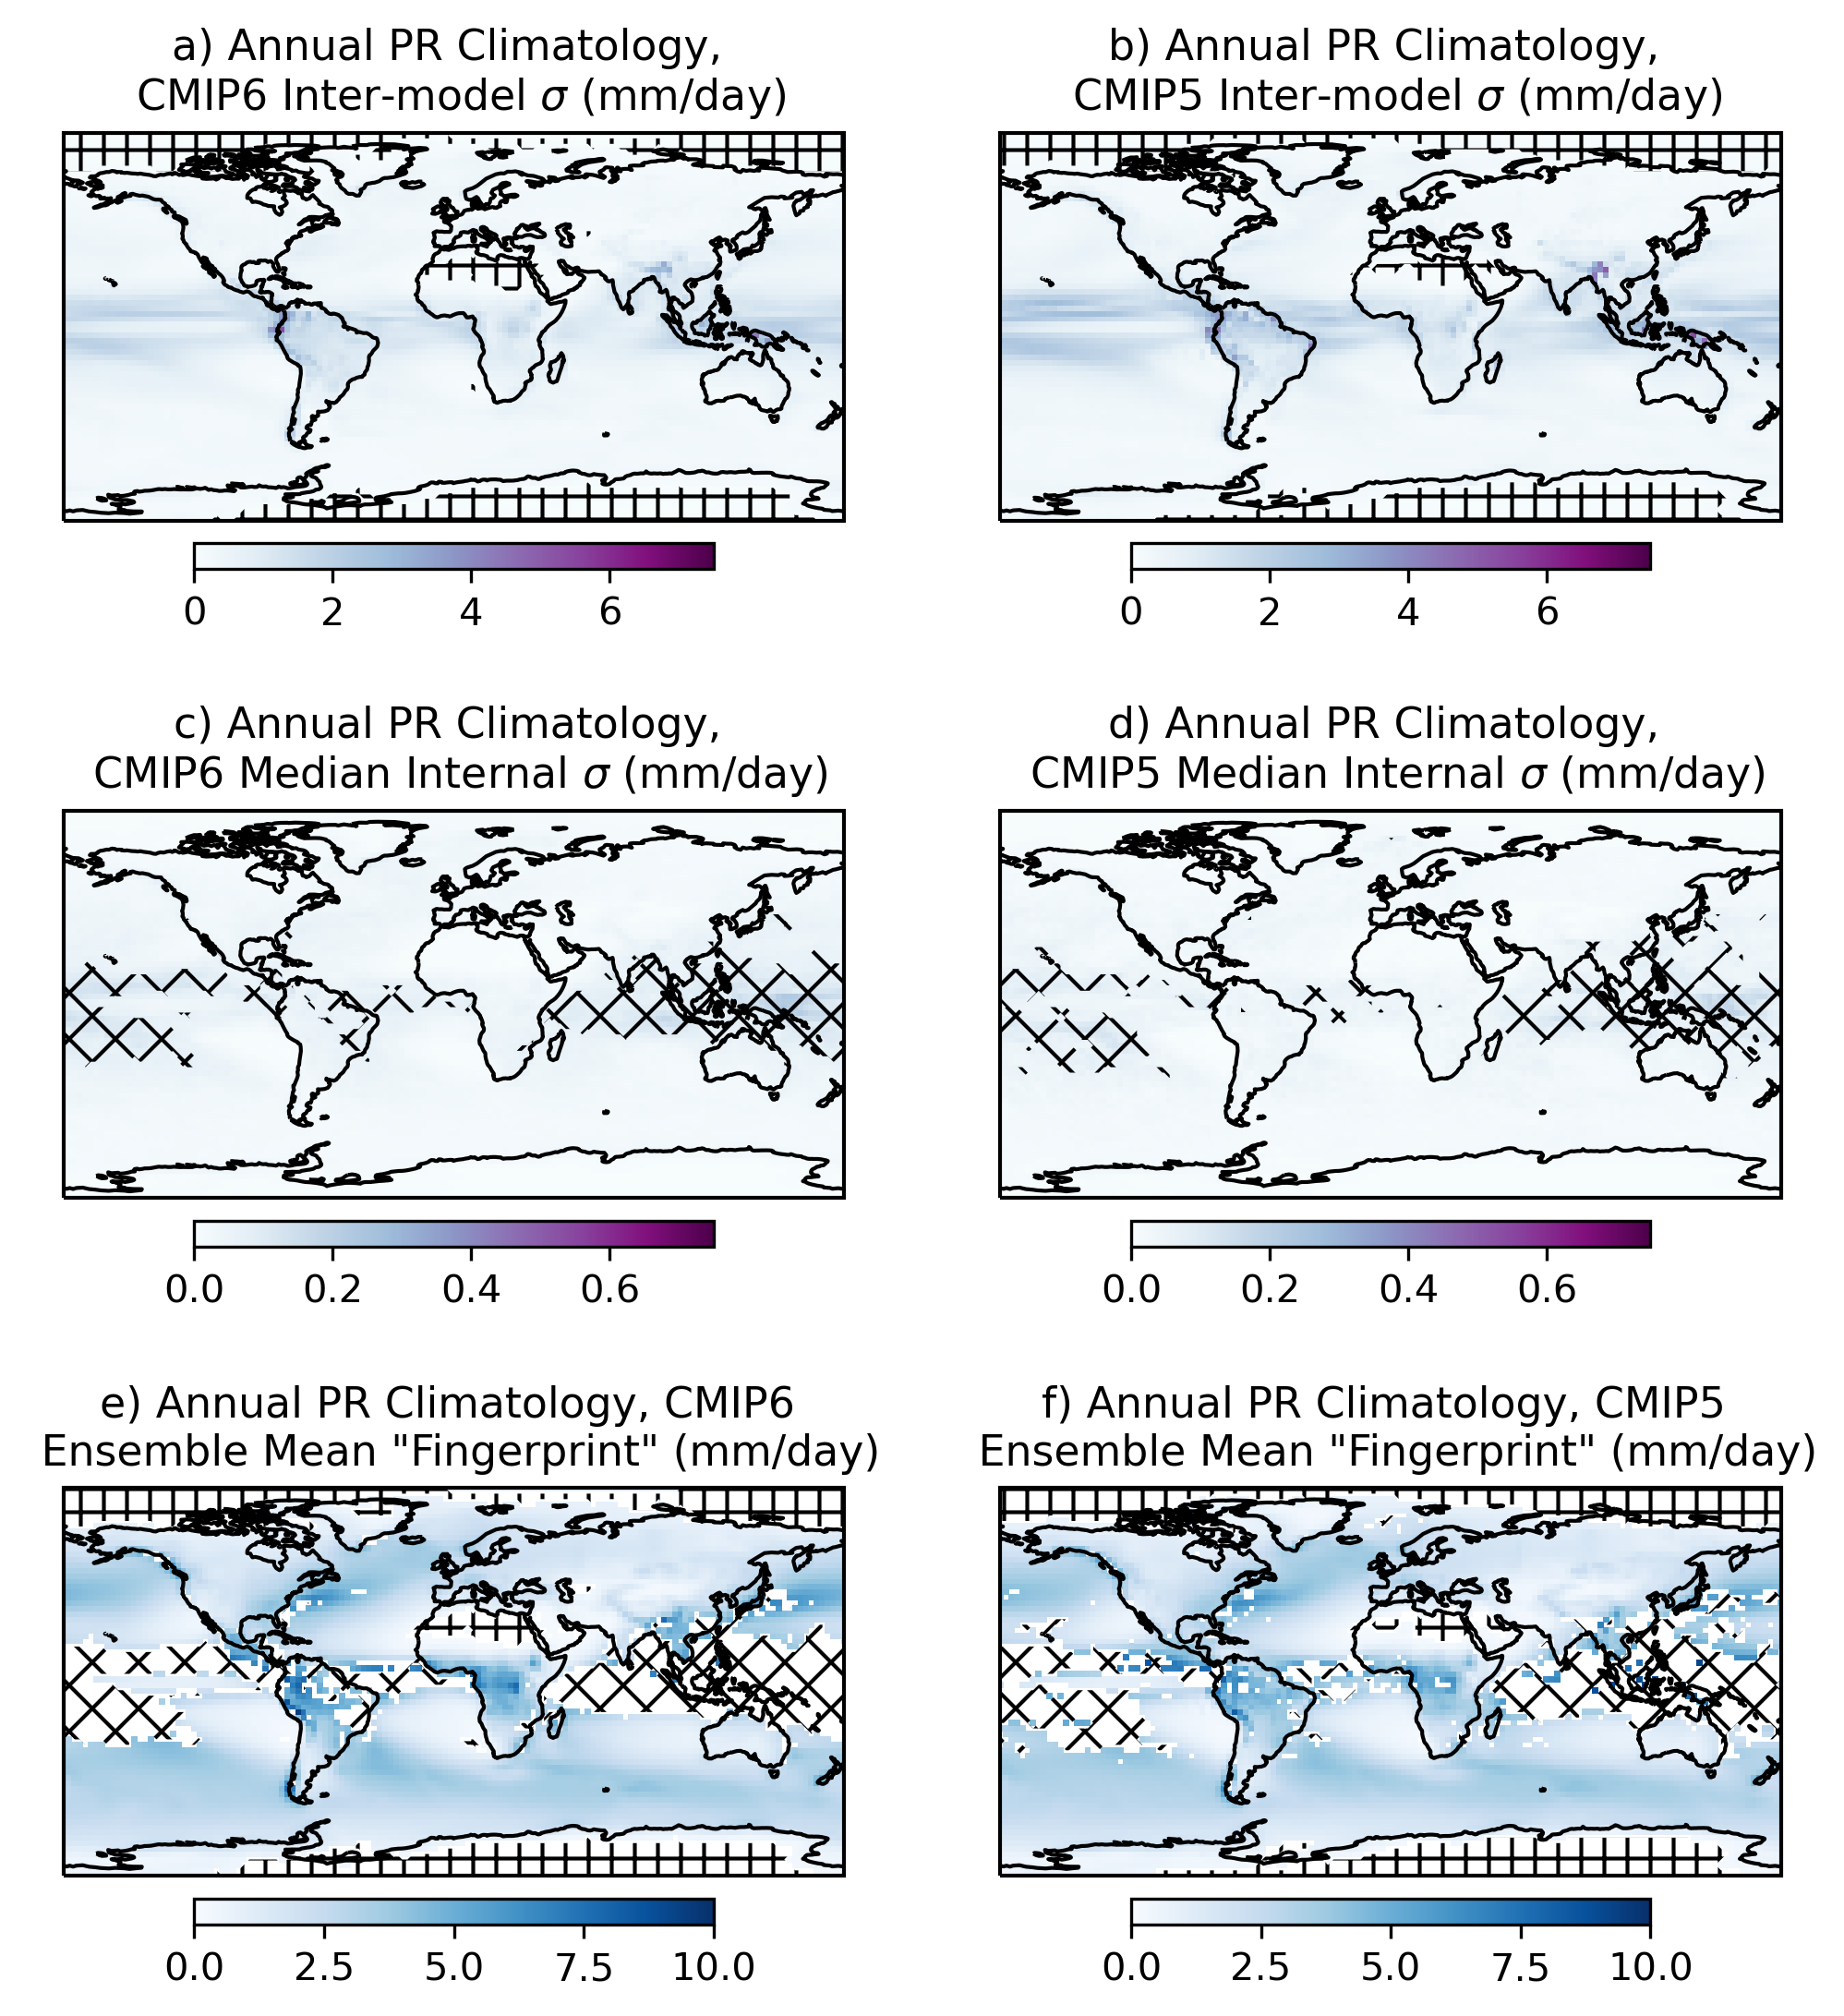 a) Annual PR Climatology,
CMIP6 Inter-model σ (mm/day)
b) Annual PR Climatology,
CMIP5 Inter-model σ (mm/day)
0 2 4 6
0 2 4 6
c) Annual PR Climatology,
CMIP6 Median Internal σ (mm/day)
d) Annual PR Climatology,
CMIP5 Median Internal σ (mm/day)
0.0 0.2 0.4 0.6
0.0 0.2 0.4 0.6
e) Annual PR Climatology, CMIP6
Ensemble Mean "Fingerprint" (mm/day)
f) Annual PR Climatology, CMIP5
Ensemble Mean "Fingerprint" (mm/day)
0.0 2.5 5.0 7.5 10.0
0.0 2.5 5.0 7.5 10.0